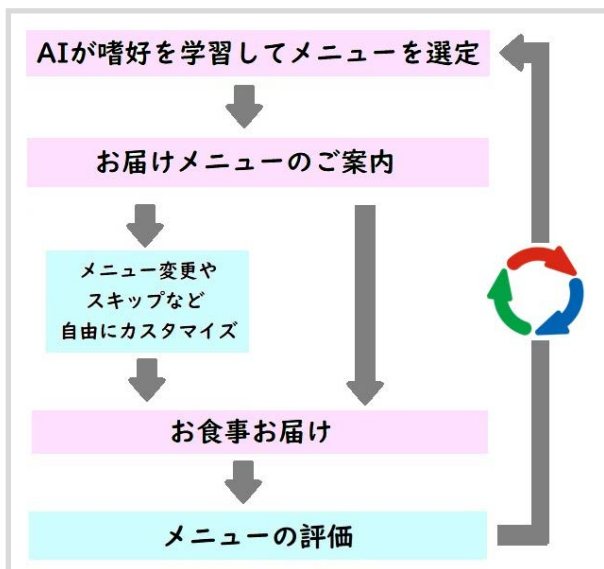 AIが嗜好を学習してメニューを選定
お届けメニューのご案内
メニュー変更や
スキップなど
自由にカスタマイズ
お食事お届け
メニューの評価